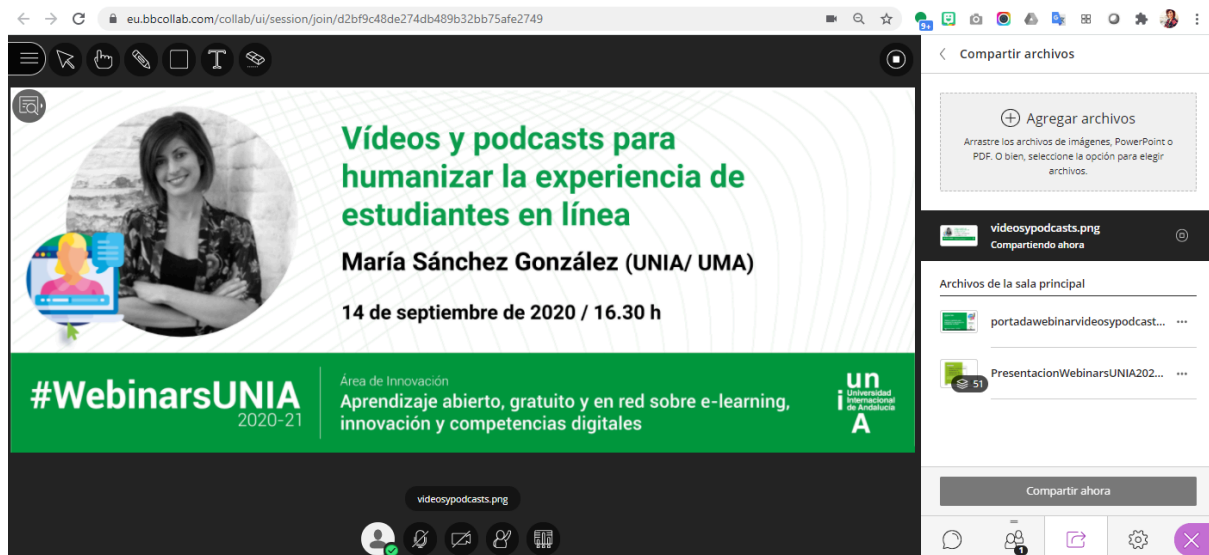 eu.bbcollab.com/collab/ui/session/join/d2bf9c48de274db489b32bb75afe2749
9+
T
Compartir archivos
Vídeos y podcasts para
humanizar la experiencia de
estudiantes en línea
María Sánchez González (UNIA/ UMA)
14 de septiembre de 2020 / 16.30 h
#WebinarsUNIA
2020-21
Área de Innovación
Aprendizaje abierto, gratuito y en red sobre e-learning,
innovación y competencias digitales
un
i
Universidad
Internacional
de Andalucía
A
videosypodcasts.png
Agregar archivos
Arrastre los archivos de imágenes, PowerPoint o
PDF. O bien, seleccione la opción para elegir
archivos.
videosypodcasts.png
Compartiendo ahora
Archivos de la sala principal
portadawebinarvideosypodcast...
51
PresentacionWebinarsUNIA202...
Compartir ahora
1